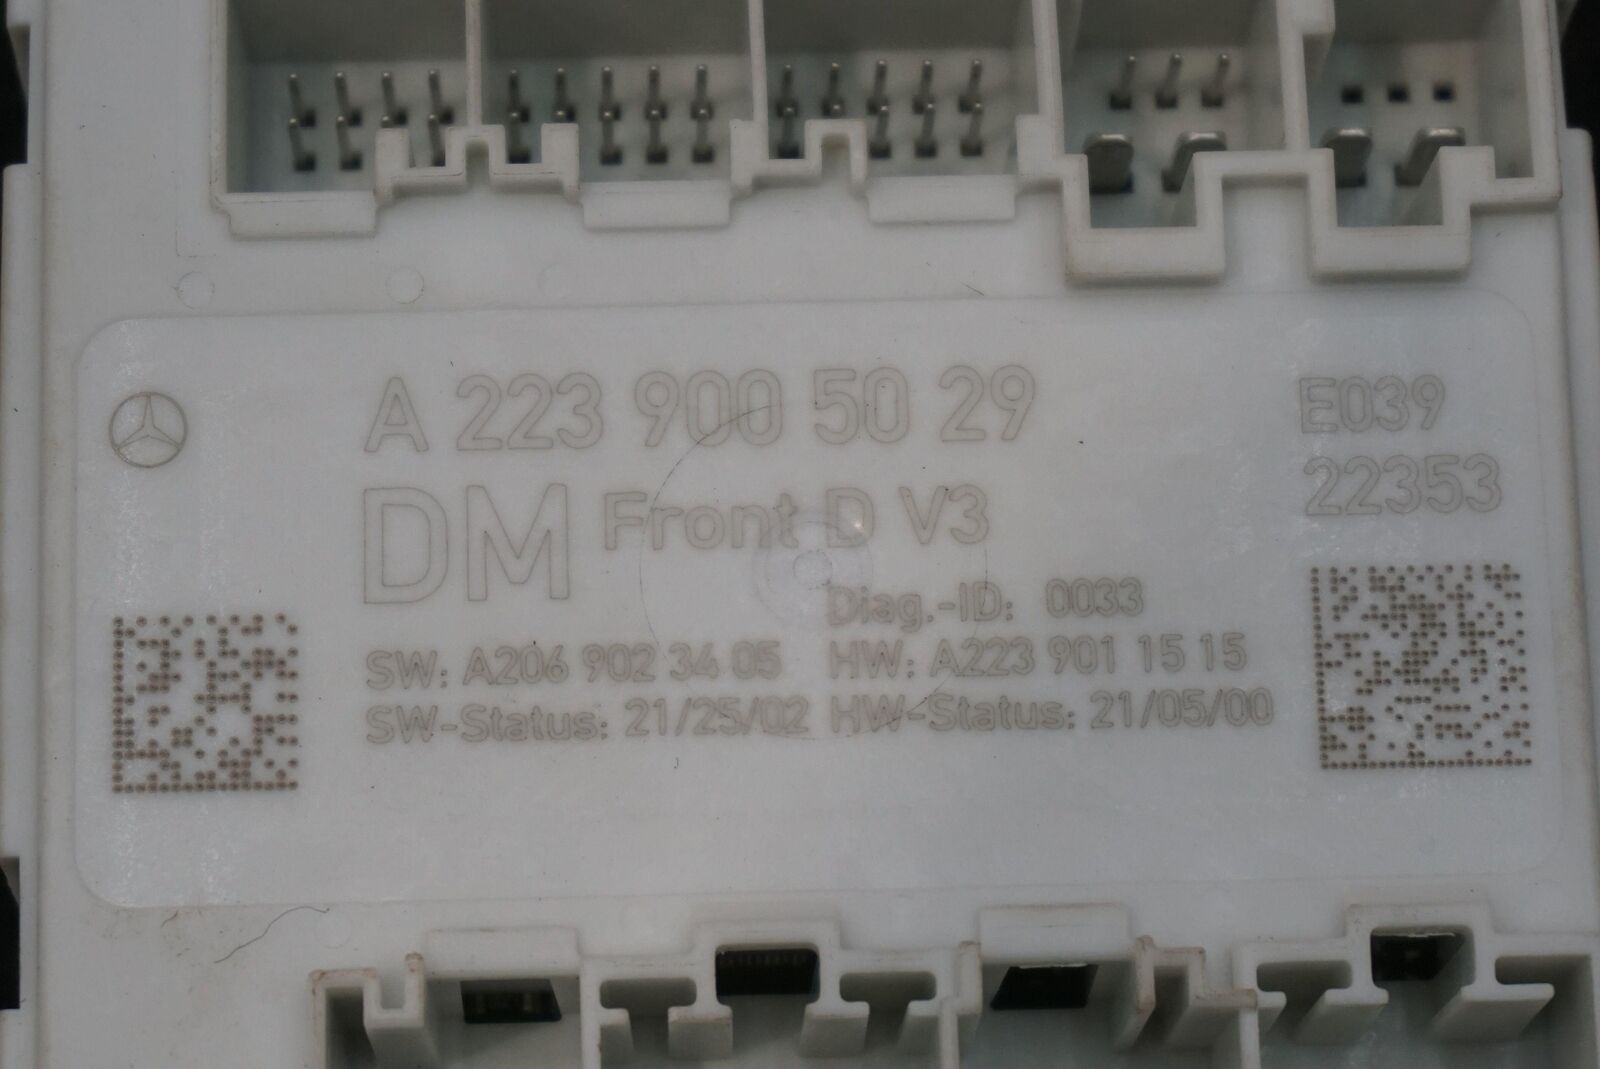 A 223 900 50 29
E039
22353
DM Front D V3
Diag.-ID: 0033
SW: A206 902 34 05 HW: A223 901 15 15
SW-Status: 21/25/02 HW-Status: 21/05/00